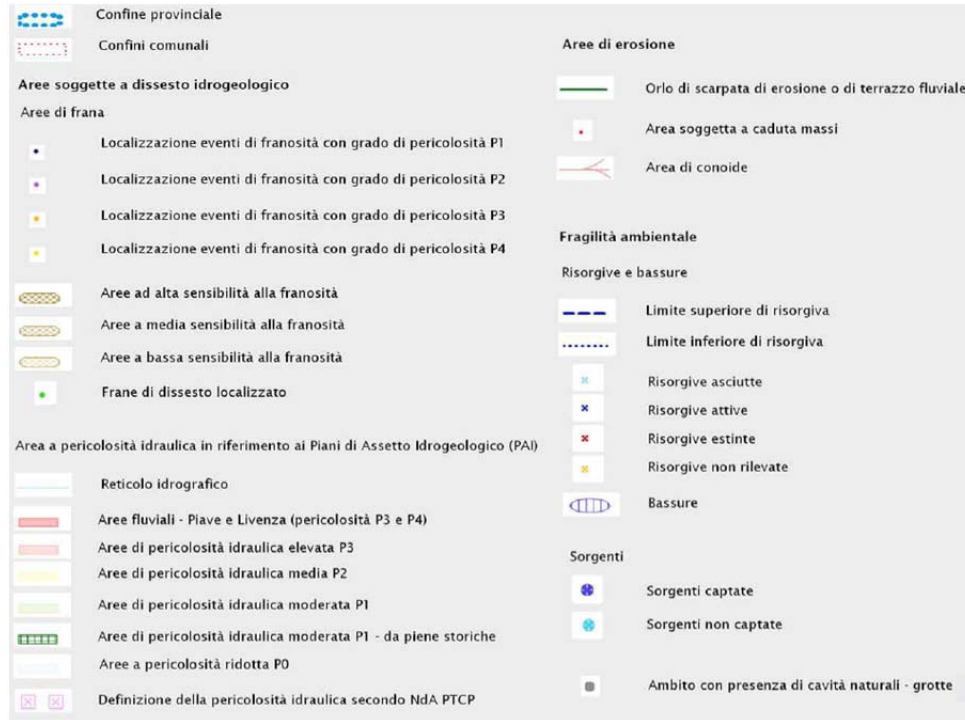 Confine provinciale
Confini comunali
Aree soggette a dissesto idrogeologico
Aree di frana
Localizzazione eventi di franosità con grado di pericolosità P1
Localizzazione eventi di franosità con grado di pericolosità P2
Localizzazione eventi di franosità con grado di pericolosità P3
Localizzazione eventi di franosità con grado di pericolosità P4
Aree ad alta sensibilità alla franosità
Aree a media sensibilità alla franosità
Aree a bassa sensibilità alla franosità
Frane di dissesto localizzato
Area a pericolosità idraulica in riferimento ai Piani di Assetto Idrogeologico (PAI)
Reticolo idrografico
Aree fluviali - Piave e Livenza (pericolosità P3 e P4)
Aree di pericolosità idraulica elevata P3
Aree di pericolosità idraulica media P2
Aree di pericolosità idraulica moderata P1
Aree di pericolosità idraulica moderata P1 - da piene storiche
Aree a pericolosità ridotta P0
Definizione della pericolosità idraulica secondo NdA PTCP
Aree di erosione
Orlo di scarpata di erosione o di terrazzo fluviale
Area soggetta a caduta massi
Area di conoide
Fragilità ambientale
Risorgive e bassure
Limite superiore di risorgiva
Limite inferiore di risorgiva
Risorgive asciutte
Risorgive attive
Risorgive estinte
Risorgive non rilevate
Bassure
Sorgenti
Sorgenti captate
Sorgenti non captate
Ambito con presenza di cavità naturali - grotte